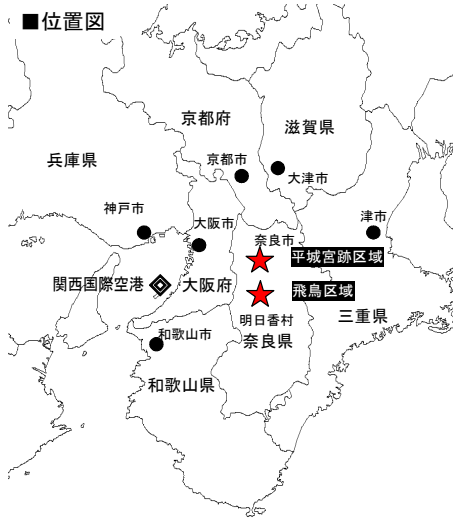 ■位置図
京都府
滋賀県
兵庫県
京都市
大津市
神戸市
大阪市
津市
奈良市
平城宮跡区域
関西国際空港
大阪府
飛鳥区域
明日香村
三重県
和歌山市
奈良県
和歌山県